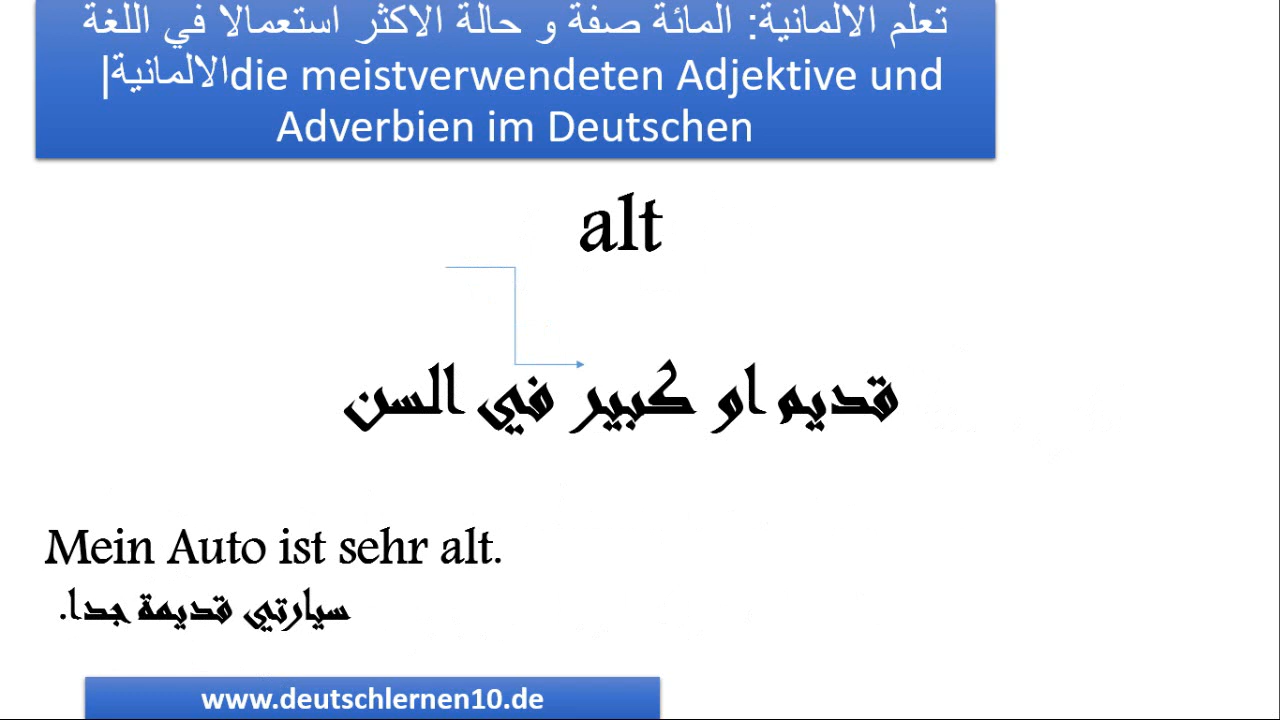 تعلم الالمانية: المائة صفة و حالة الاكثر استعمالا في اللغة
الالمانية|die meistverwendeten Adjektive und
Adverbien im Deutschen
alt
قديم او كبير في السن
Mein Auto ist sehr alt.
سيارتي قديمة جدا.
www.deutschlernen10.de